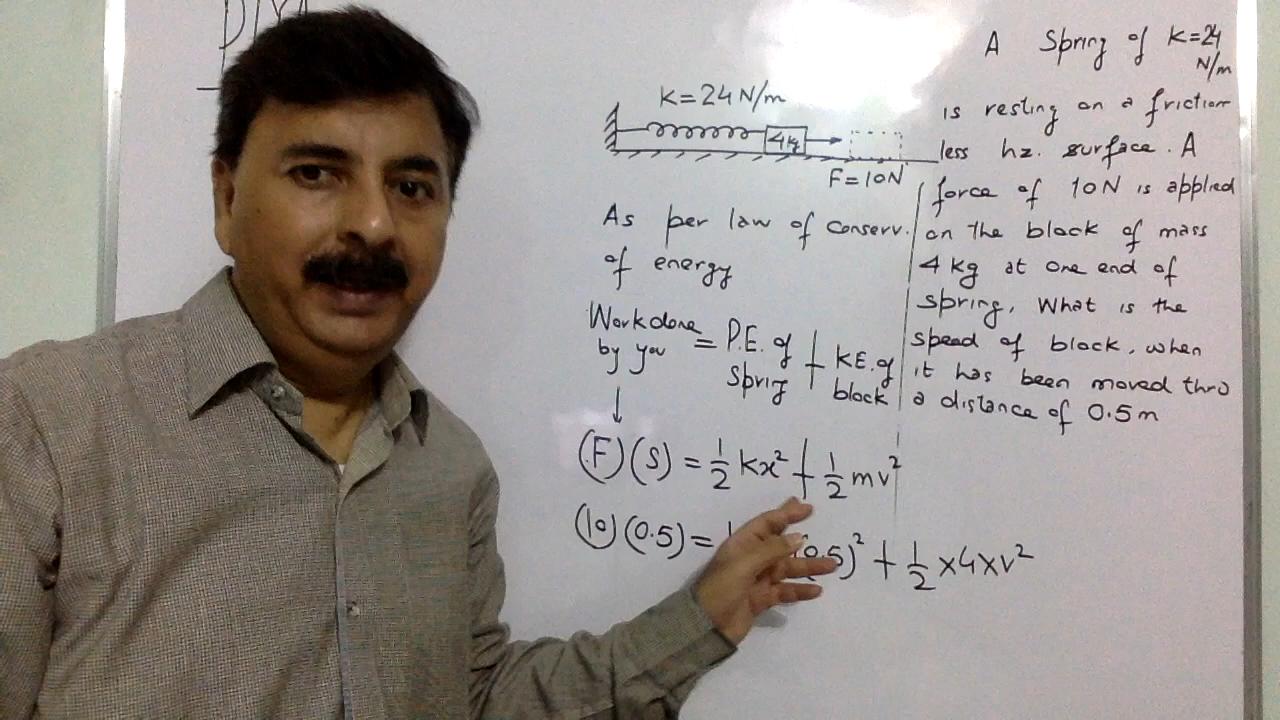 A Spring of K=24 N/m
is resting on a friction
less hz. surface. A
force of 10N is applied
on the block of mass
4 kg at one end of
spring. What is the
spead of block, when
it has been moved thro
a distance of 0.5 m
K=24 N/m
4kg
F=10N
As per law of conserv.
of energy
Workdone by you = P.E. of Spring + KE. of block
(F)(S) = 1/2 kx² + 1/2 mv²
(10)(0.5) = (0.5)² + 1/2 x4xv²